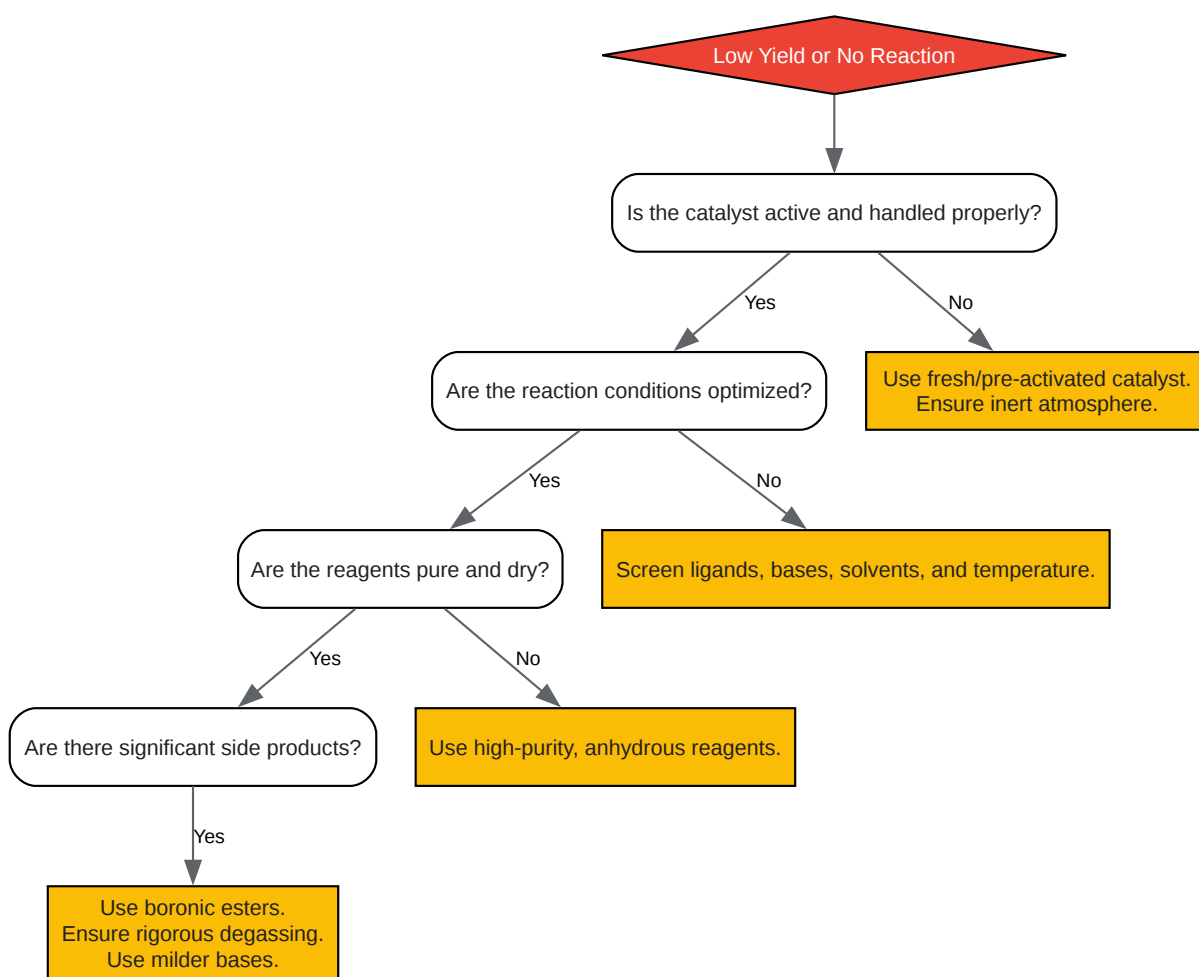 Low Yield or No Reaction
Is the catalyst active and handled properly?
Yes
No
Are the reaction conditions optimized?
Use fresh/pre-activated catalyst.
Ensure inert atmosphere.
Yes
No
Are the reagents pure and dry?
Screen ligands, bases, solvents, and temperature.
Yes
No
Are there significant side products?
Use high-purity, anhydrous reagents.
Yes
Use boronic esters.
Ensure rigorous degassing.
Use milder bases.